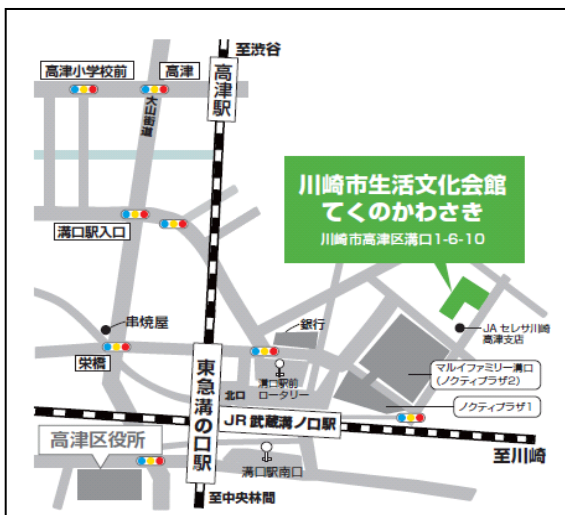 至渋谷
高津小学校前
高津
高津駅
大山街道
川崎市生活文化会館
てくのかわさき
川崎市高津区溝口1-6-10
溝口駅入口
串焼屋
銀行
JA セレサ川崎
高津支店
栄橋
東急溝の口駅
北口
溝口駅前
ロータリー
マルイファミリー溝口
(ノクティプラザ2)
ノクティプラザ1
JR 武蔵溝ノ口駅
高津区役所
至川崎
溝口駅南口
至中央林間